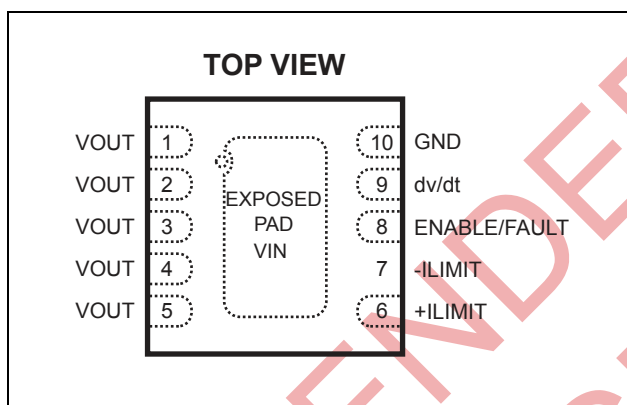 TOP VIEW
VOUT 1 10 GND
VOUT 2 9 dv/dt
EXPOSED
VOUT 3 PAD 8 ENABLE/FAULT
VIN
VOUT 4 7 -ILIMIT
VOUT 5 6 +ILIMIT